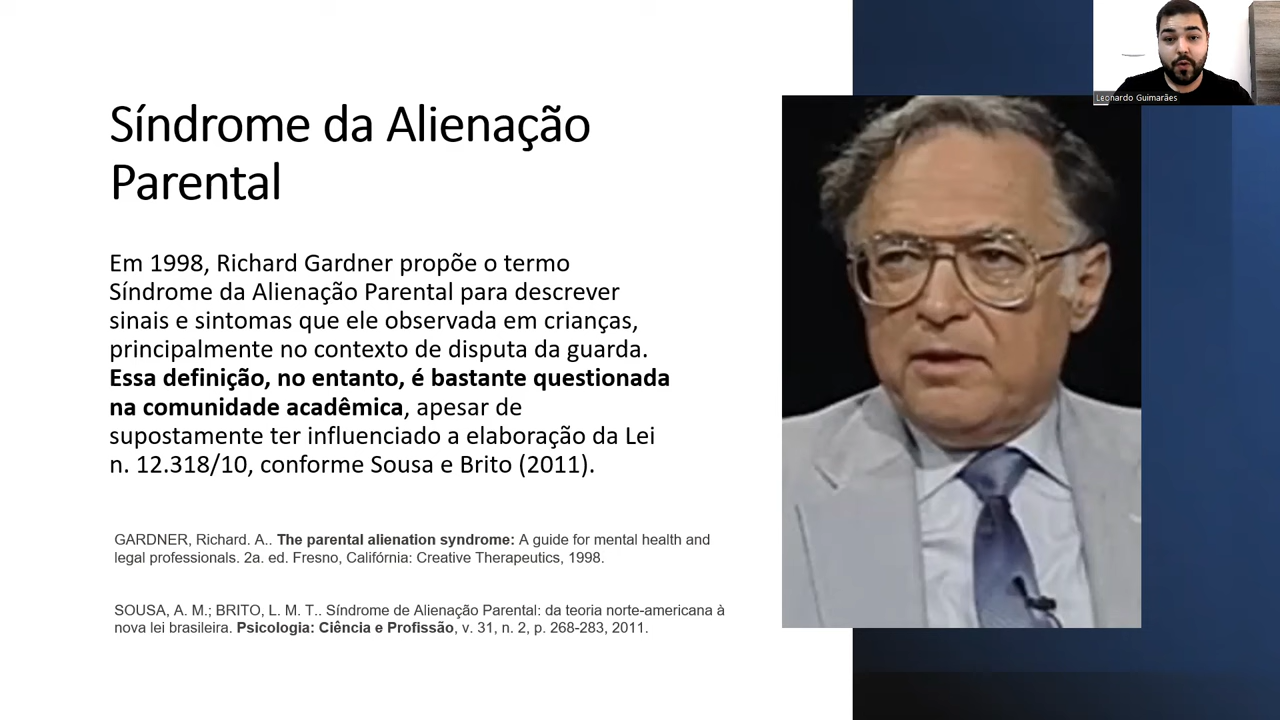 Síndrome da Alienação
Parental
Em 1998, Richard Gardner propõe o termo
Síndrome da Alienação Parental para descrever
sinais e sintomas que ele observada em crianças,
principalmente no contexto de disputa da guarda.
Essa definição, no entanto, é bastante questionada
na comunidade acadêmica, apesar de
supostamente ter influenciado a elaboração da Lei
n. 12.318/10, conforme Sousa e Brito (2011).
GARDNER, Richard. A.. The parental alienation syndrome: A guide for mental health and
legal professionals. 2a. ed. Fresno, Califórnia: Creative Therapeutics, 1998.
SOUSA, A. M.; BRITO, L. M. T.. Síndrome de Alienação Parental: da teoria norte-americana à
nova lei brasileira. Psicologia: Ciência e Profissão, v. 31, n. 2, p. 268-283, 2011.
Leonardo Guimarães